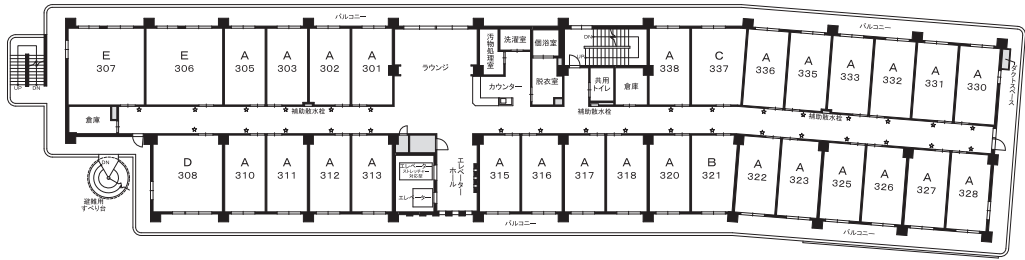 バルコニー
バルコニー
E
307
E
306
A
305
A
303
A
302
A
301
ラウンジ
汚物処理室
洗濯室
個浴室
脱衣室
カウンター
DN
UP
共用
トイレ
倉庫
A
338
C
337
A
336
A
335
A
333
A
332
A
331
A
330
ダクトスペース
UP
DN
倉庫
補助散水栓
補助散水栓
補助散水栓
DN
避難用
すべり台
D
308
A
310
A
311
A
312
A
313
エレベーター
ストレッチャー
対応型
エレベーター
エレベーター
ホール
A
315
A
316
A
317
A
318
A
320
B
321
A
322
A
323
A
325
A
326
A
327
A
328
バルコニー
バルコニー